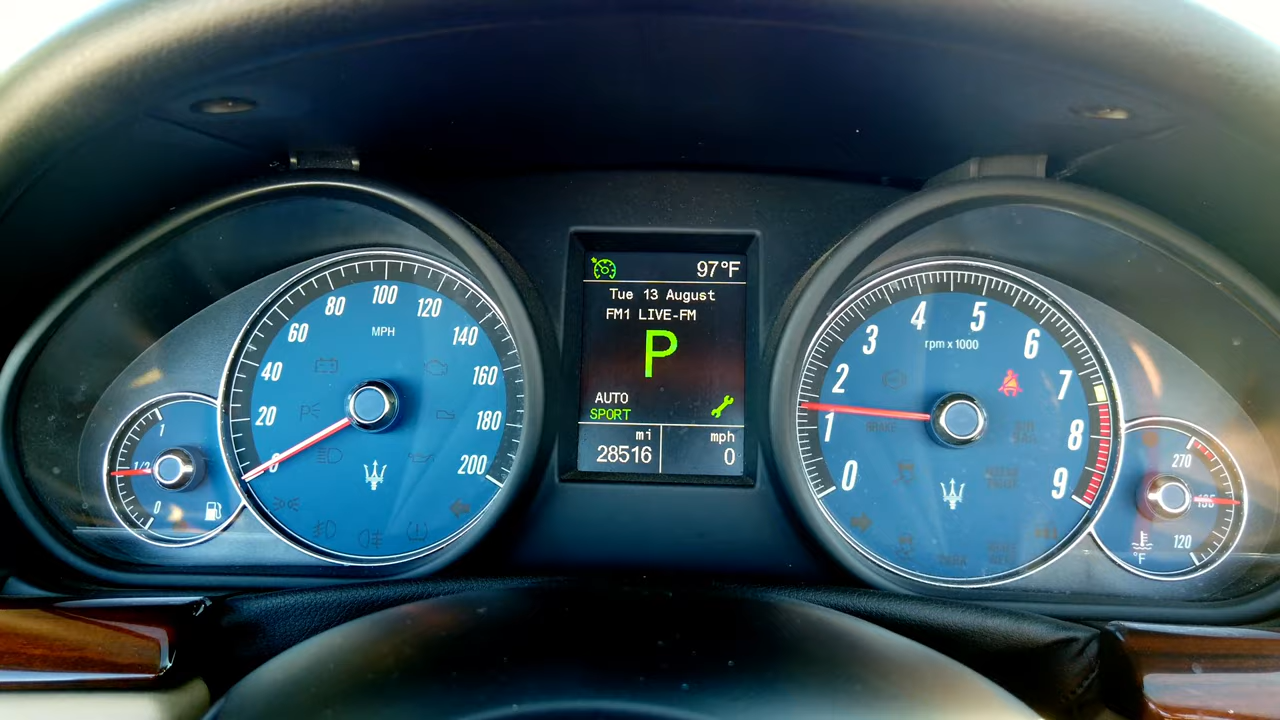 1
1/2
0
0
20
40
60
80
100
120
140
160
180
200
MPH
97°F
Tue 13 August
FM1 LIVE-FM
P
AUTO
SPORT
mi
28516
mph
0
0
1
2
3
4
5
6
7
8
9
rpm x 1000
BRAKE
270
195
120
°F